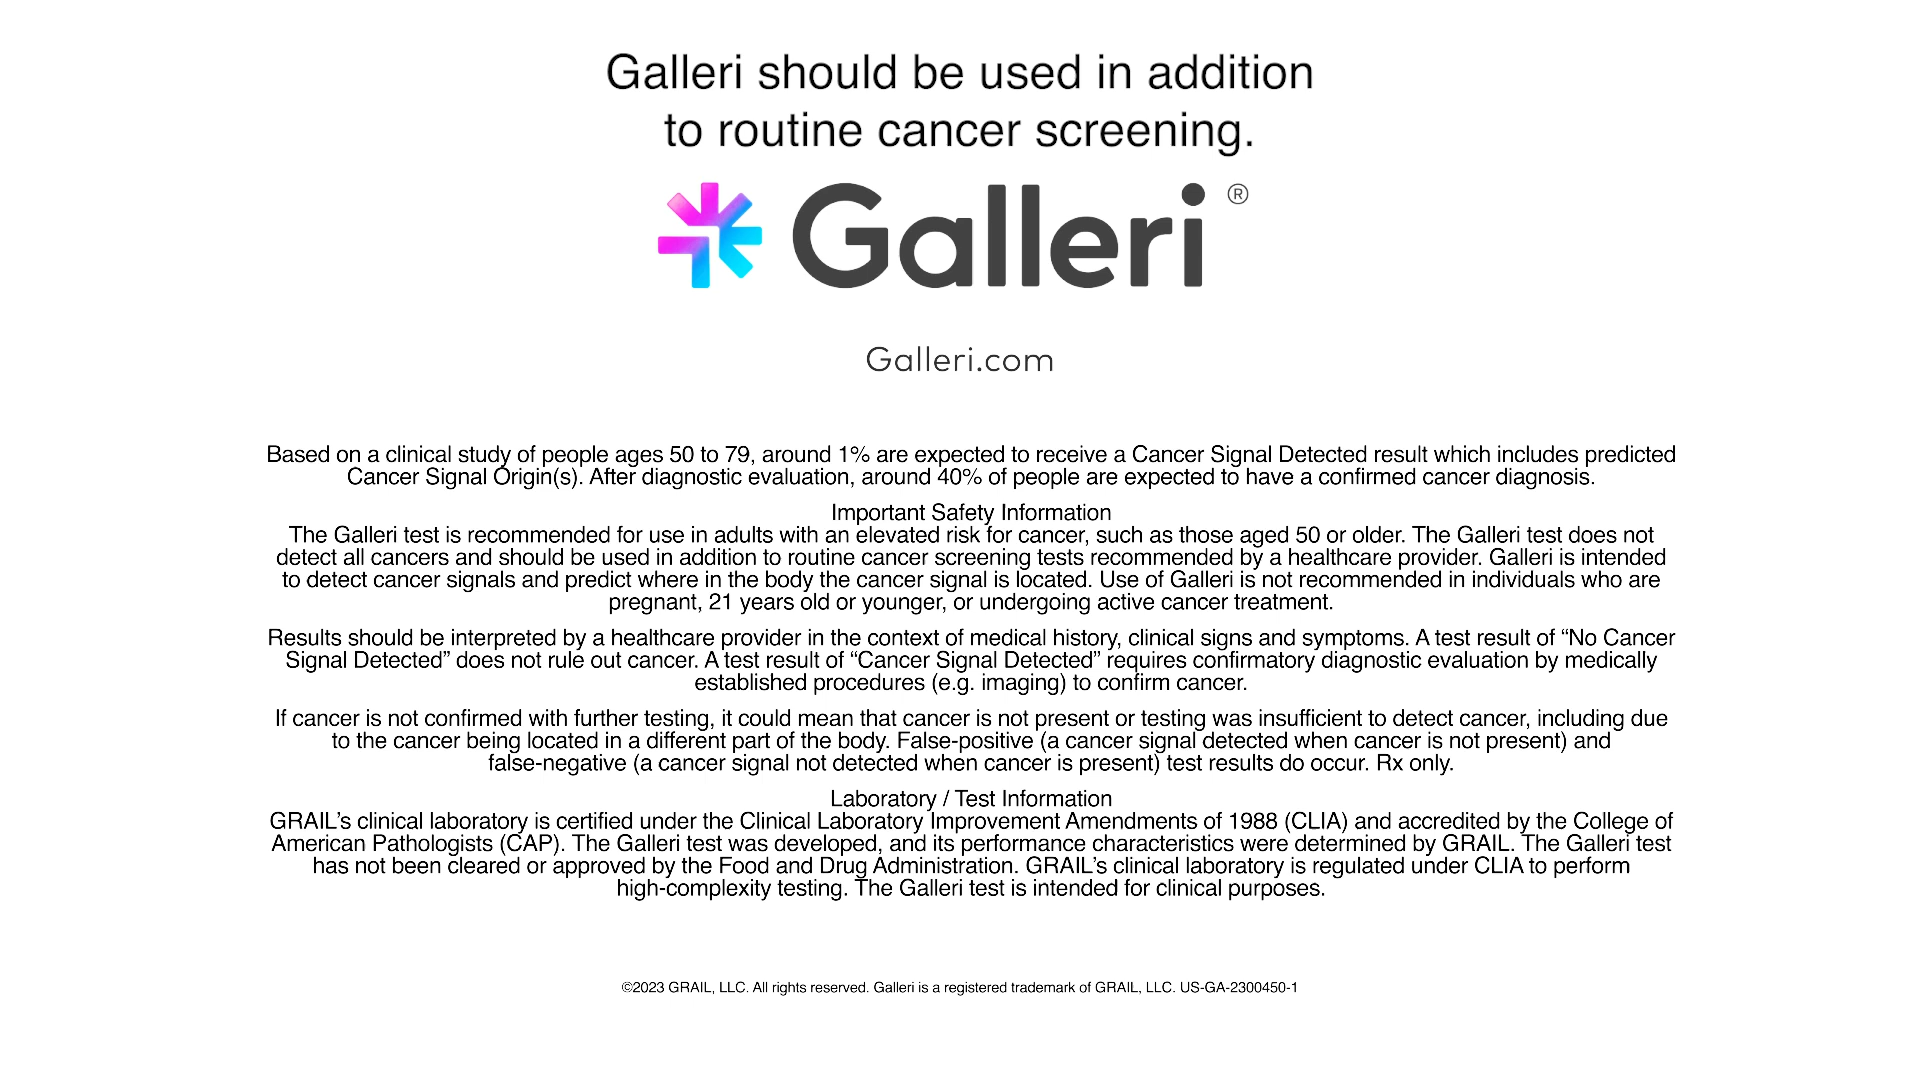 Galleri should be used in addition
to routine cancer screening.
Galleri ®
Galleri.com
Based on a clinical study of people ages 50 to 79, around 1% are expected to receive a Cancer Signal Detected result which includes predicted
Cancer Signal Origin(s). After diagnostic evaluation, around 40% of people are expected to have a confirmed cancer diagnosis.
Important Safety Information
The Galleri test is recommended for use in adults with an elevated risk for cancer, such as those aged 50 or older. The Galleri test does not
detect all cancers and should be used in addition to routine cancer screening tests recommended by a healthcare provider. Galleri is intended
to detect cancer signals and predict where in the body the cancer signal is located. Use of Galleri is not recommended in individuals who are
pregnant, 21 years old or younger, or undergoing active cancer treatment.
Results should be interpreted by a healthcare provider in the context of medical history, clinical signs and symptoms. A test result of “No Cancer
Signal Detected” does not rule out cancer. A test result of “Cancer Signal Detected” requires confirmatory diagnostic evaluation by medically
established procedures (e.g. imaging) to confirm cancer.
If cancer is not confirmed with further testing, it could mean that cancer is not present or testing was insufficient to detect cancer, including due
to the cancer being located in a different part of the body. False-positive (a cancer signal detected when cancer is not present) and
false-negative (a cancer signal not detected when cancer is present) test results do occur. Rx only.
Laboratory / Test Information
GRAIL’s clinical laboratory is certified under the Clinical Laboratory Improvement Amendments of 1988 (CLIA) and accredited by the College of
American Pathologists (CAP). The Galleri test was developed, and its performance characteristics were determined by GRAIL. The Galleri test
has not been cleared or approved by the Food and Drug Administration. GRAIL’s clinical laboratory is regulated under CLIA to perform
high-complexity testing. The Galleri test is intended for clinical purposes.
©2023 GRAIL, LLC. All rights reserved. Galleri is a registered trademark of GRAIL, LLC. US-GA-2300450-1